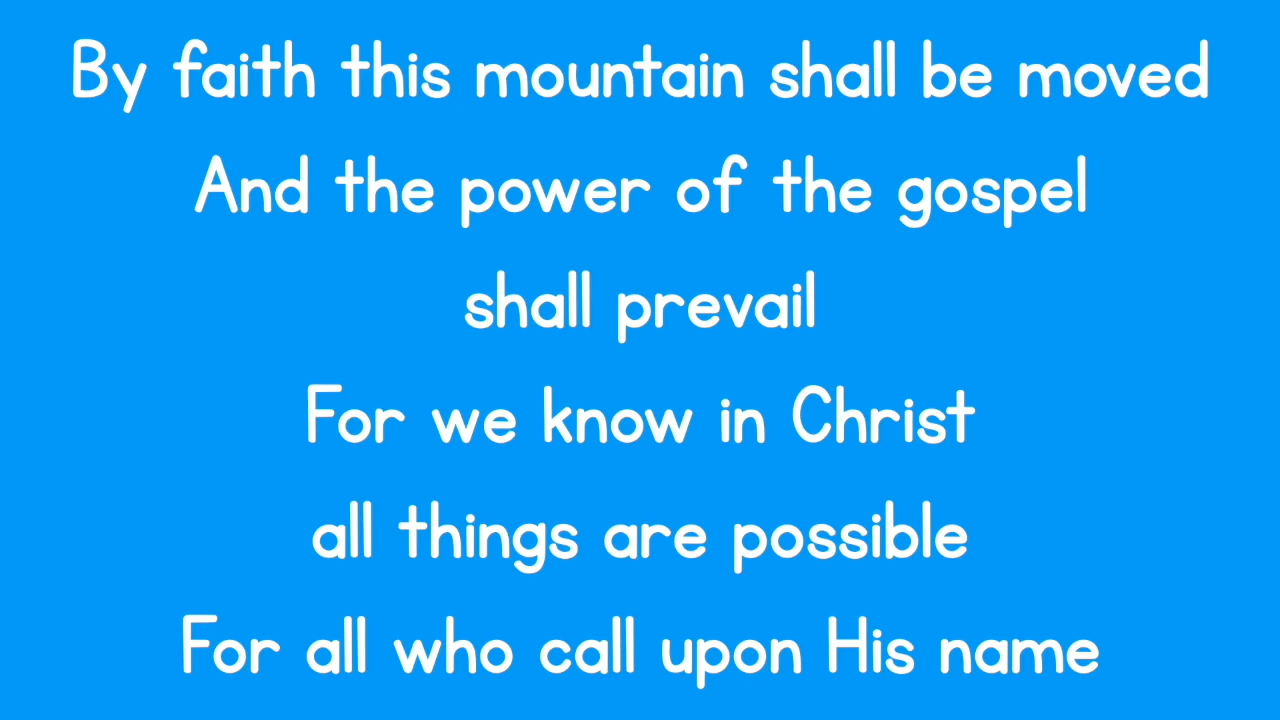 By faith this mountain shall be moved
And the power of the gospel
shall prevail
For we know in Christ
all things are possible
For all who call upon His name